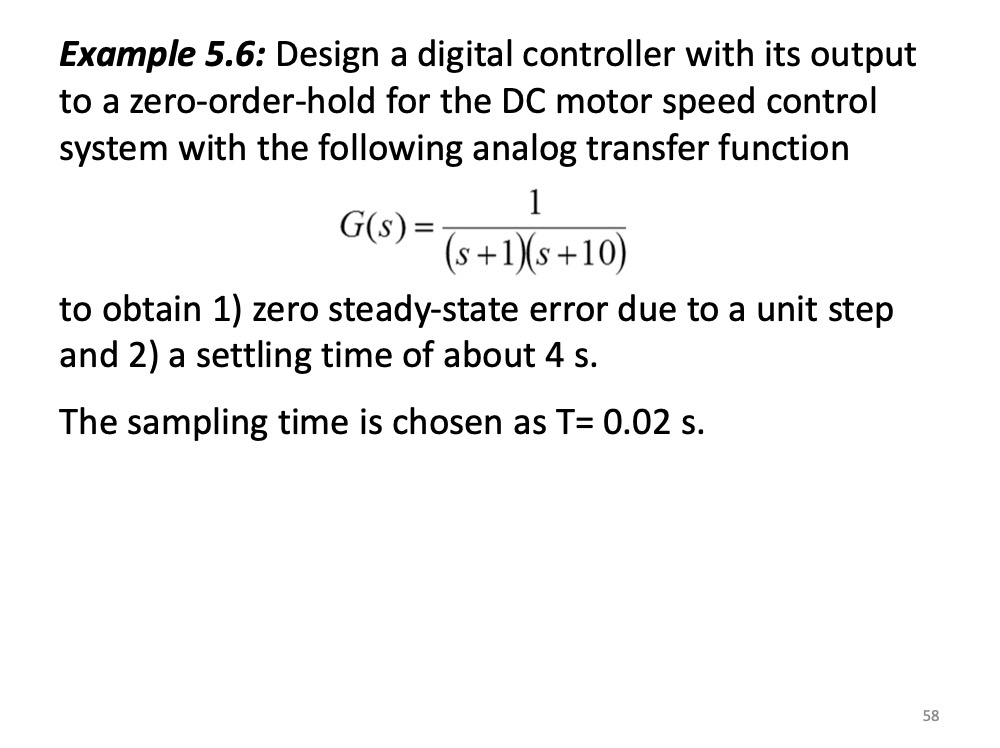 Example 5.6: Design a digital controller with its output
to a zero-order-hold for the DC motor speed control
system with the following analog transfer function
G(s) = 1 / (s+1)(s+10)
to obtain 1) zero steady-state error due to a unit step
and 2) a settling time of about 4 s.
The sampling time is chosen as T= 0.02 s.
58